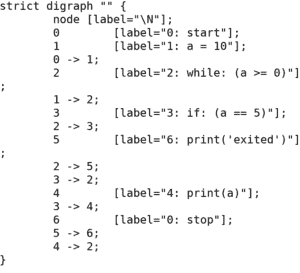 strict digraph "" {
        node [label="\N"];
        0        [label="0: start"];
        1        [label="1: a = 10"];
        0 -> 1;
        2        [label="2: while: (a >= 0)"]
;
        1 -> 2;
        3        [label="3: if: (a == 5)"];
        2 -> 3;
        5        [label="6: print('exited')"]
;
        2 -> 5;
        3 -> 2;
        4        [label="4: print(a)"];
        3 -> 4;
        6        [label="0: stop"];
        5 -> 6;
        4 -> 2;
}